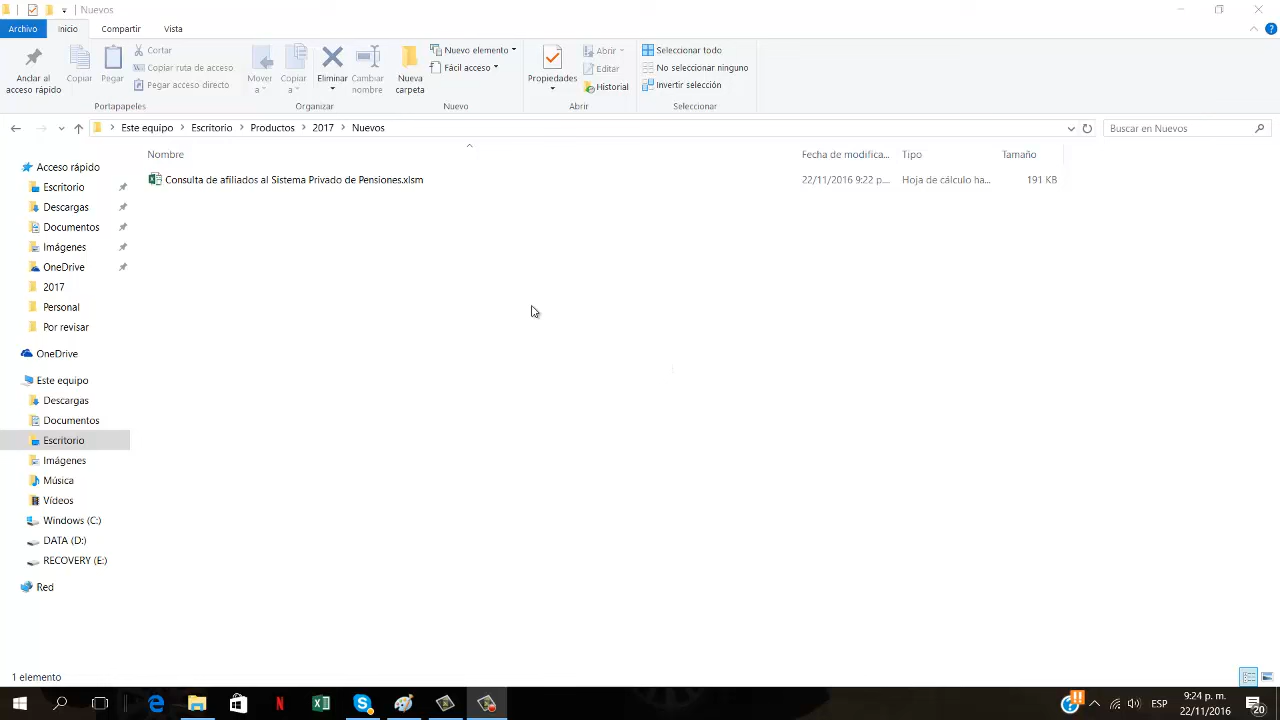 Nuevos
Archivo Inicio Compartir Vista
Andar al acceso rápido
Copiar
Pegar
Cortar
Copiar ruta de acceso
Pegar acceso directo
Portapapeles
Mover a
Copiar a
Eliminar
Cambiar nombre
Organizar
Nueva carpeta
Nuevo elemento
Fácil acceso
Nuevo
Propiedades
Abrir
Editar
Historial
Abrir
Seleccionar todo
No seleccionar ninguno
Invertir selección
Seleccionar
Este equipo > Escritorio > Productos > 2017 > Nuevos
Buscar en Nuevos
Nombre Fecha de modifica... Tipo Tamaño
Consulta de afiliados al Sistema Privado de Pensiones.xlsm 22/11/2016 9:22 p.... Hoja de cálculo ha... 191 KB
Acceso rápido
Escritorio
Descargas
Documentos
Imágenes
OneDrive
2017
Personal
Por revisar
OneDrive
Este equipo
Descargas
Documentos
Escritorio
Imágenes
Música
Vídeos
Windows (C:)
DATA (D:)
RECOVERY (E:)
Red
1 elemento
ESP
9:24 p. m.
22/11/2016
20